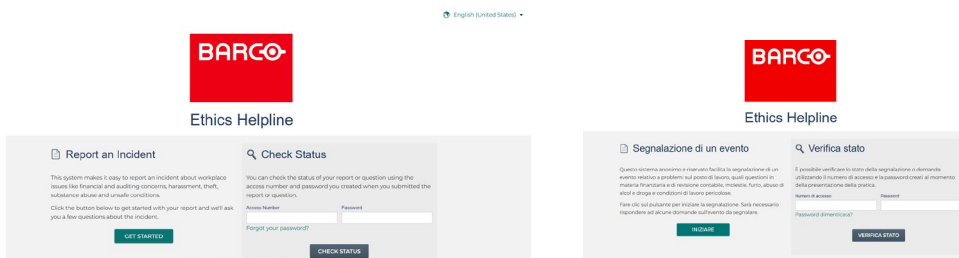 English (United States)
BARCO
Ethics Helpline
Report an Incident
This system makes it easy to report an incident about workplace
issues like financial and auditing concerns, harassment, theft,
substance abuse and unsafe conditions.
Click the button below to get started with your report and we'll ask
you a few questions about the incident.
GET STARTED
Check Status
You can check the status of your report or question using the
access number and password you created when you submitted the
report or question.
Access Number Password
Forgot your password?
CHECK STATUS
BARCO
Ethics Helpline
Segnalazione di un evento
Questo sistema anonimo e riservato facilita la segnalazione di un
evento relativo a problemi sul posto di lavoro, quali questioni in
materia finanziaria e di revisione contabile, molestie, furto, abuso di
alcol e droga e condizioni di lavoro pericolose.
Fare clic sul pulsante per iniziare la segnalazione. Sarà necessario
rispondere ad alcune domande sull'evento da segnalare.
INIZIARE
Verifica stato
È possibile verificare lo stato della segnalazione o domanda
utilizzando il numero di accesso e la password creati al momento
della presentazione della pratica.
Numero di accesso Password
Password dimenticata?
VERIFICA STATO